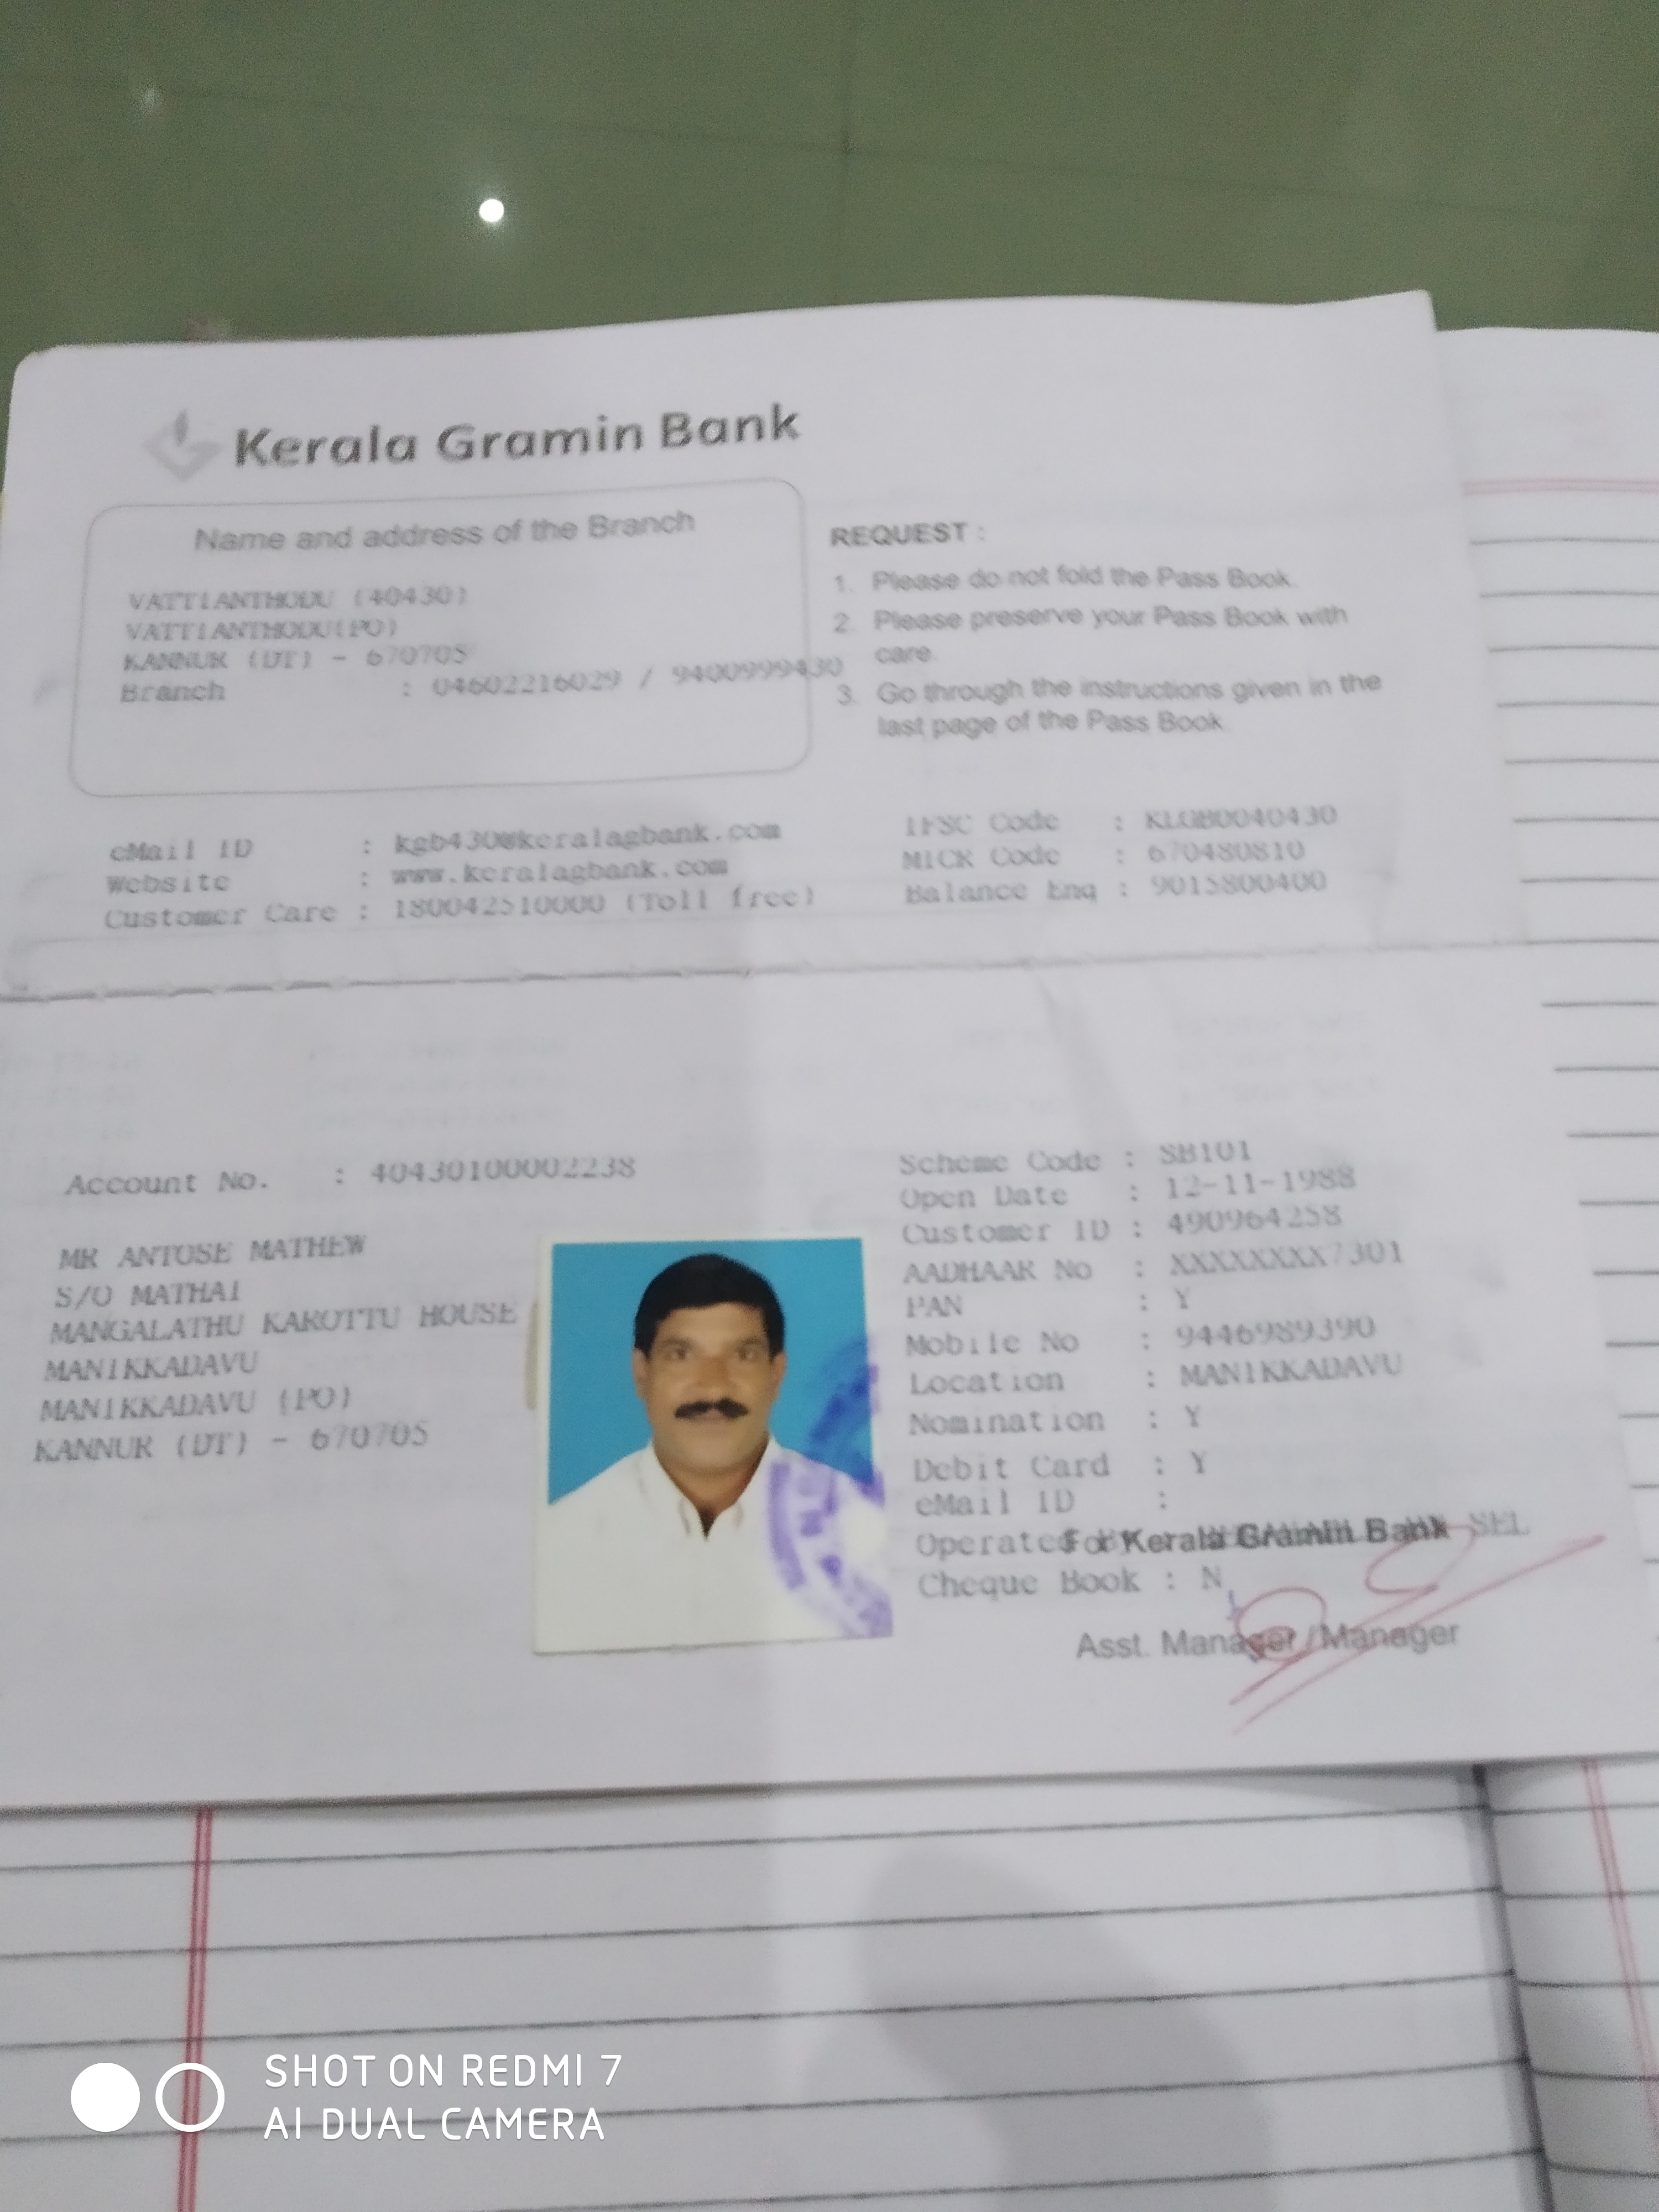 Kerala Gramin Bank
Name and address of the Branch
VATTIANTHODU (40430)
VATTIANTHODU(PO)
KANNUR (DT) - 670705
Branch : 04602216029 / 9400999430
REQUEST :
1. Please do not fold the Pass Book.
2. Please preserve your Pass Book with
care.
3. Go through the instructions given in the
last page of the Pass Book.
eMail ID : kgb430@keralagbank.com
Website : www.keralagbank.com
Customer Care : 180042510000 (Toll free)
IFSC Code : KLGB0040430
MICR Code : 670480810
Balance Enq : 9015800400
Account No. : 40430100002238
MR ANTOSE MATHEW
S/O MATHAI
MANGALATHU KAROTTU HOUSE
MANIKKADAVU
MANIKKADAVU (PO)
KANNUR (DT) - 670705
Scheme Code : SB101
Open Date : 12-11-1988
Customer ID : 490964258
AADHAAR No : XXXXXXXX7301
PAN : Y
Mobile No : 9446989390
Location : MANIKKADAVU
Nomination : Y
Debit Card : Y
eMail ID :
Operated SEL
For Kerala Gramin Bank
Cheque Book : N
Asst. Manager / Manager
SHOT ON REDMI 7
AI DUAL CAMERA